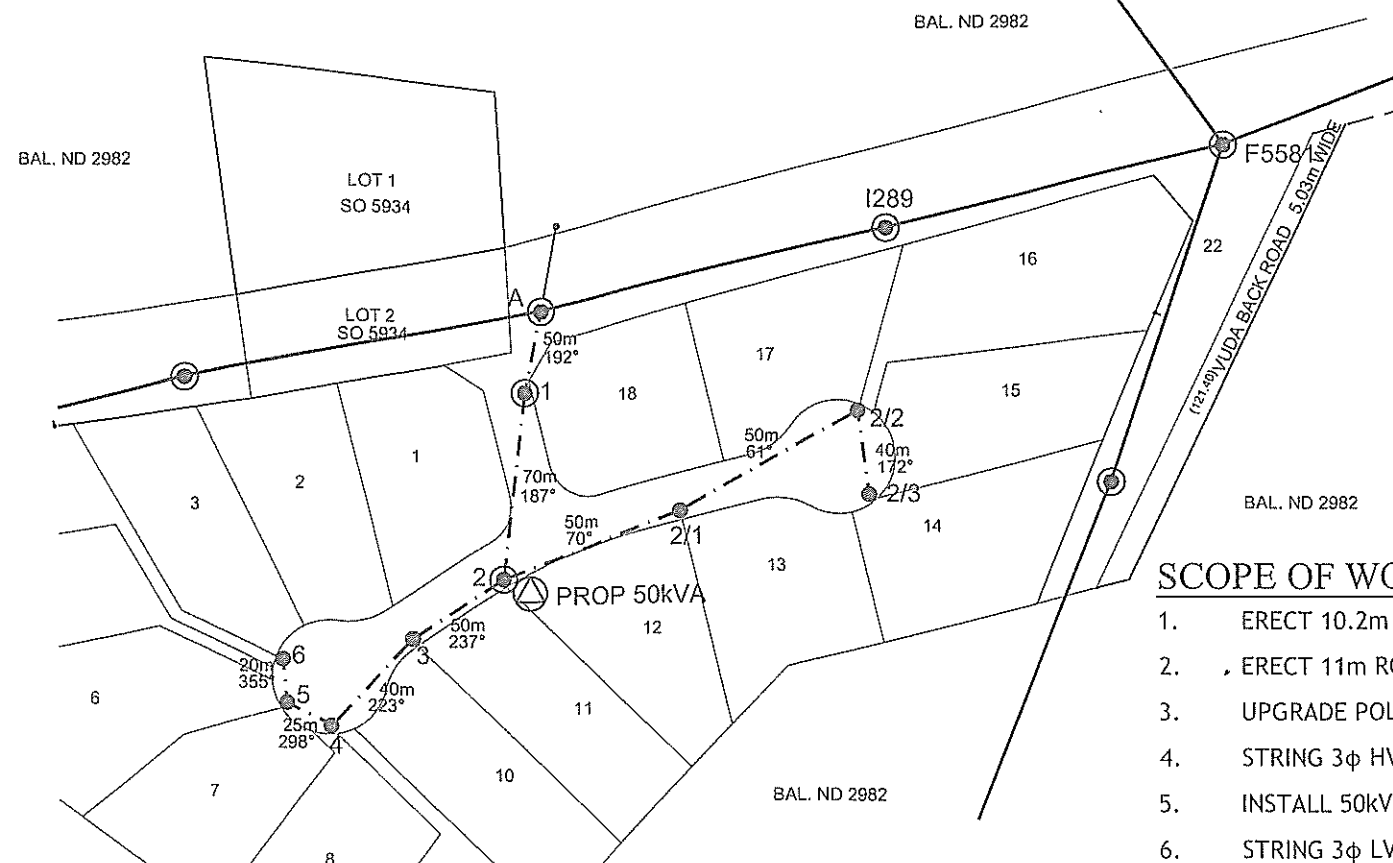 BAL. ND 2982
BAL. ND 2982
LOT 1
SO 5934
F5581
(121.40) VUDA BACK ROAD 5.03m WIDE
I289
22
16
A
LOT 2
SO 5934
50m
192°
17
1
18
15
2/2
50m
61°
40m
172°
1
2
3
70m
187°
2/3
BAL. ND 2982
50m
70°
2/1
14
13
2
PROP 50kVA
12
50m
237°
3
6
20m
355°
6
5
40m
223°
11
25m
298°
4
10
7
BAL. ND 2982
8
SCOPE OF WO
1. ERECT 10.2m
2. ERECT 11m RO
3. UPGRADE POL
4. STRING 3φ HV
5. INSTALL 50kV
6. STRING 3φ LV